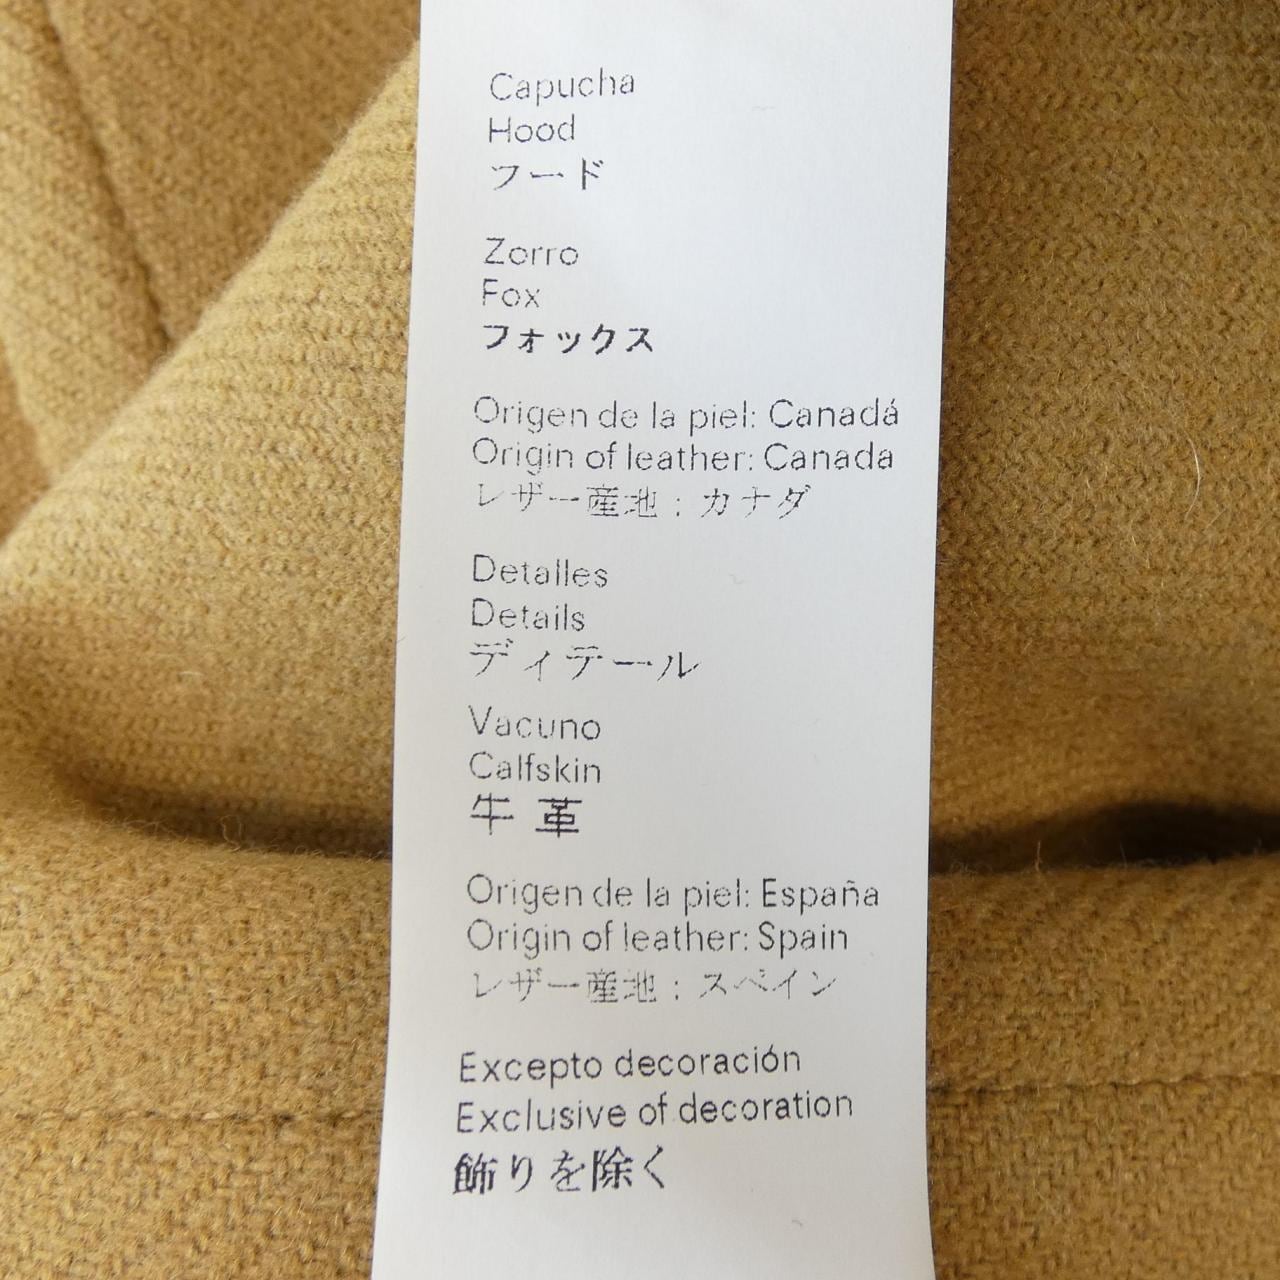 Capucha
Hood
フード
Zorro
Fox
フォックス
Origen de la piel: Canadá
Origin of leather: Canada
レザー産地：カナダ
Detalles
Details
ディテール
Vacuno
Calfskin
牛革
Origen de la piel: España
Origin of leather: Spain
レザー産地：スペイン
Excepto decoración
Exclusive of decoration
飾りを除く